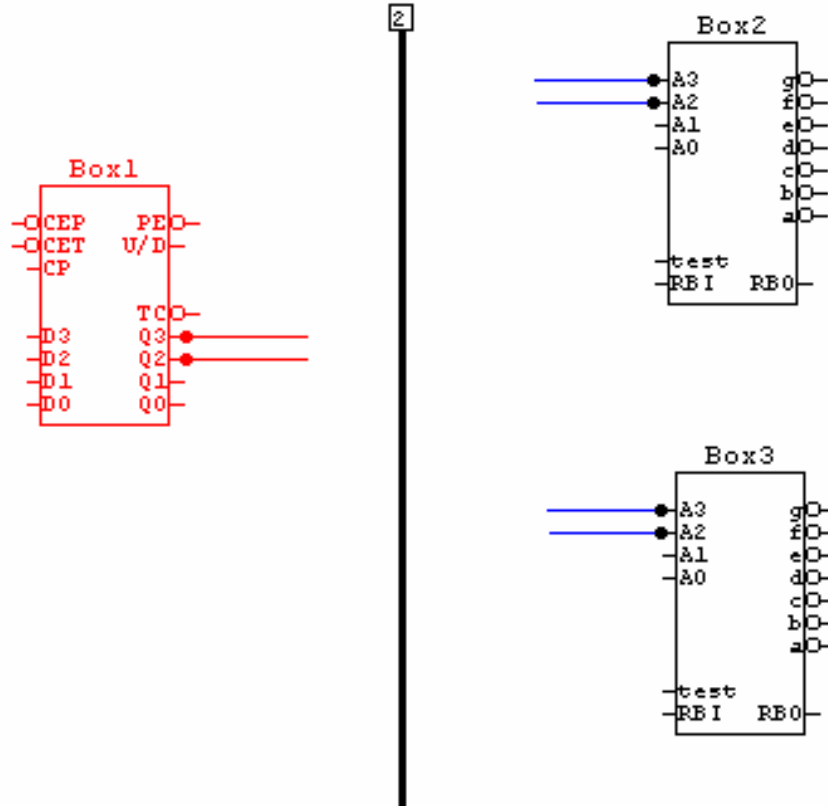 2
Box2
A3 g
A2 f
A1 e
A0 d
c
b
a
test
RBI RBO
Box1
CEP PE
CET U/D
CP
TC
D3 Q3
D2 Q2
D1 Q1
D0 Q0
Box3
A3 g
A2 f
A1 e
A0 d
c
b
a
test
RBI RBO